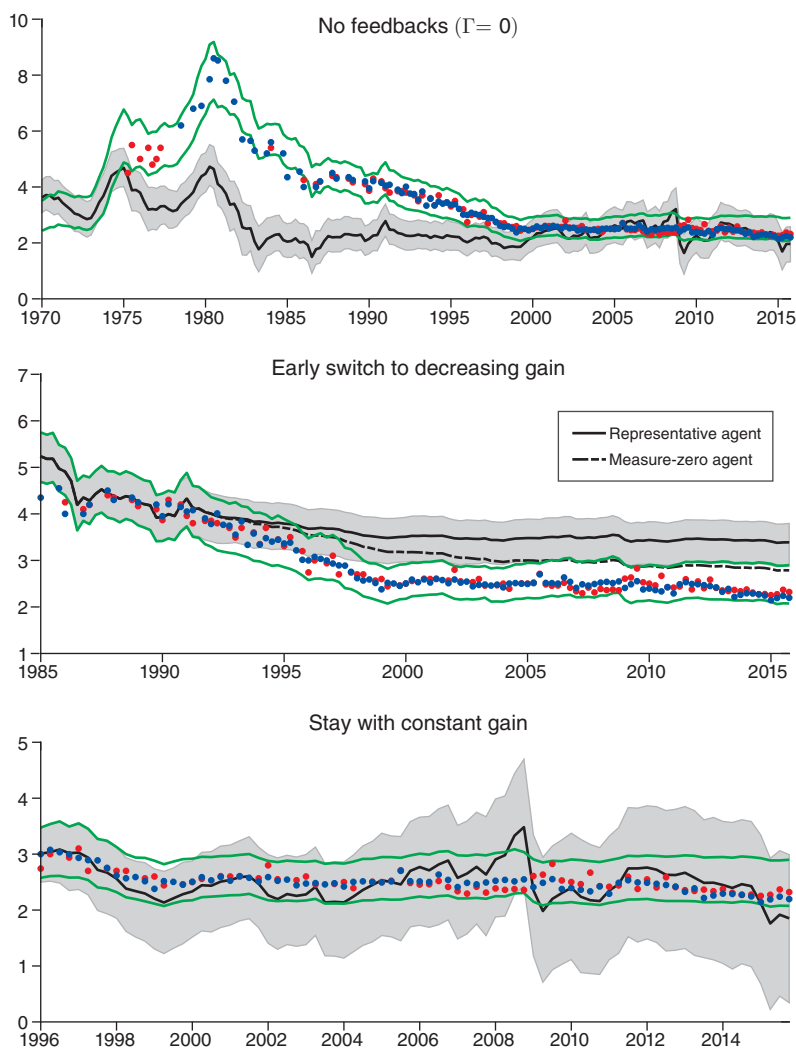 No feedbacks (Γ= 0)
10
8
6
4
2
0
1970 1975 1980 1985 1990 1995 2000 2005 2010 2015
Early switch to decreasing gain
7
6
5
4
3
2
1
Representative agent
Measure-zero agent
1985 1990 1995 2000 2005 2010 2015
Stay with constant gain
5
4
3
2
1
0
1996 1998 2000 2002 2004 2006 2008 2010 2012 2014